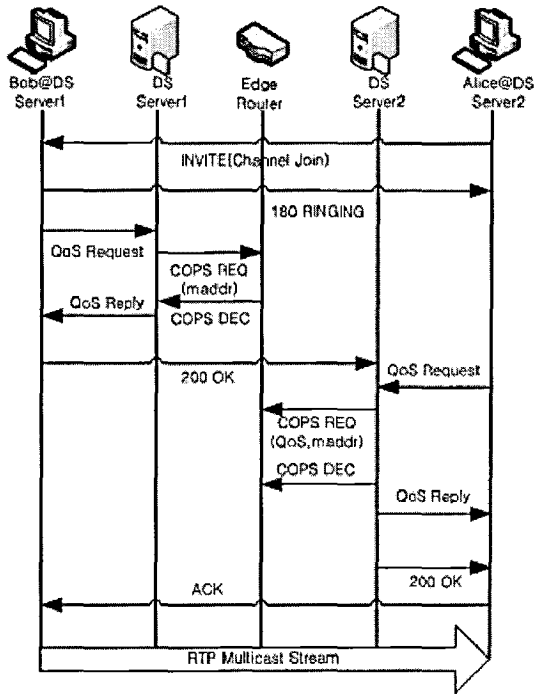 Bob@DS
Server1
DS
Server1
Edge
Router
DS
Server2
Alice@DS
Server2
INVITE(Channel Join)
180 RINGING
QoS Request
COPS REQ
(maddr)
QoS Reply
COPS DEC
200 OK
QoS Request
COPS REQ
(QoS,maddr)
COPS DEC
QoS Reply
200 OK
ACK
RTP Multicast Stream